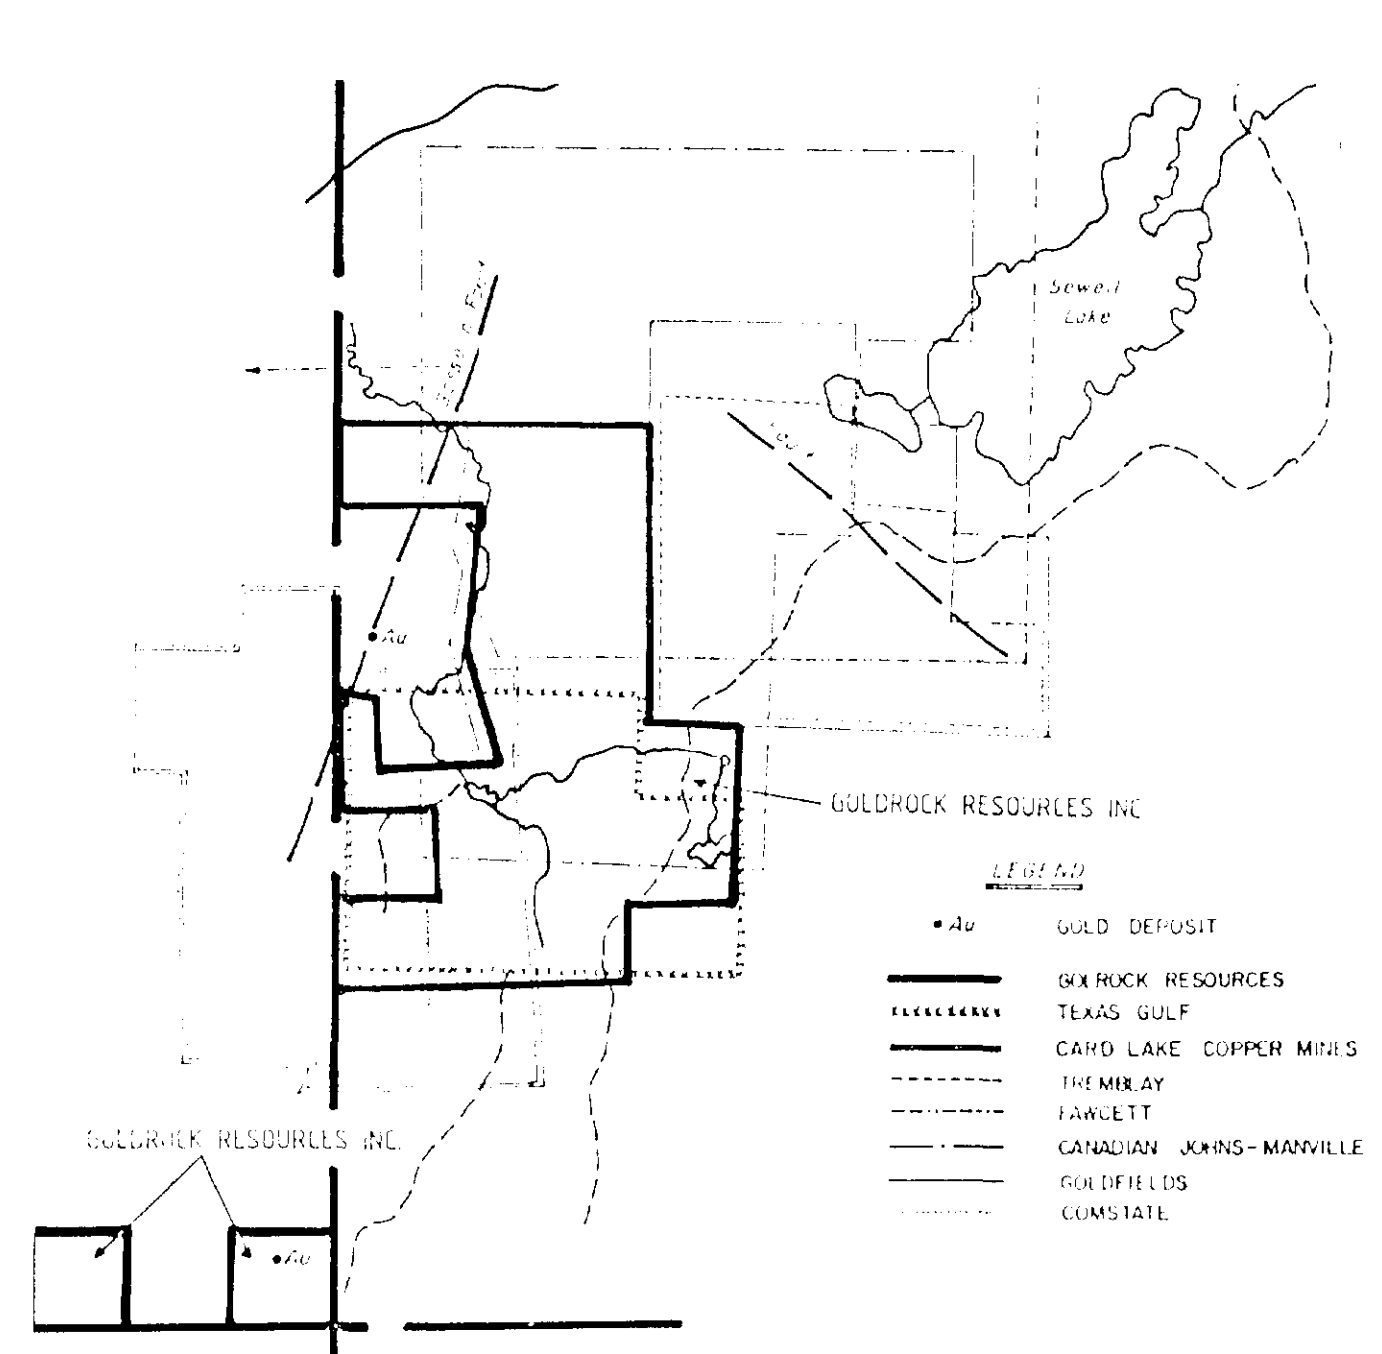 Sewell
Lake
Au
GOLDROCK RESOURCES INC
LEGEND
Au GOLD DEPOSIT
GOLROCK RESOURCES
TEXAS GULF
CARD LAKE COPPER MINES
TREMBLAY
FAWCETT
CANADIAN JOHNS-MANVILLE
GOLDFIELDS
COMSTATE
GOLDROCK RESOURCES INC.
Au